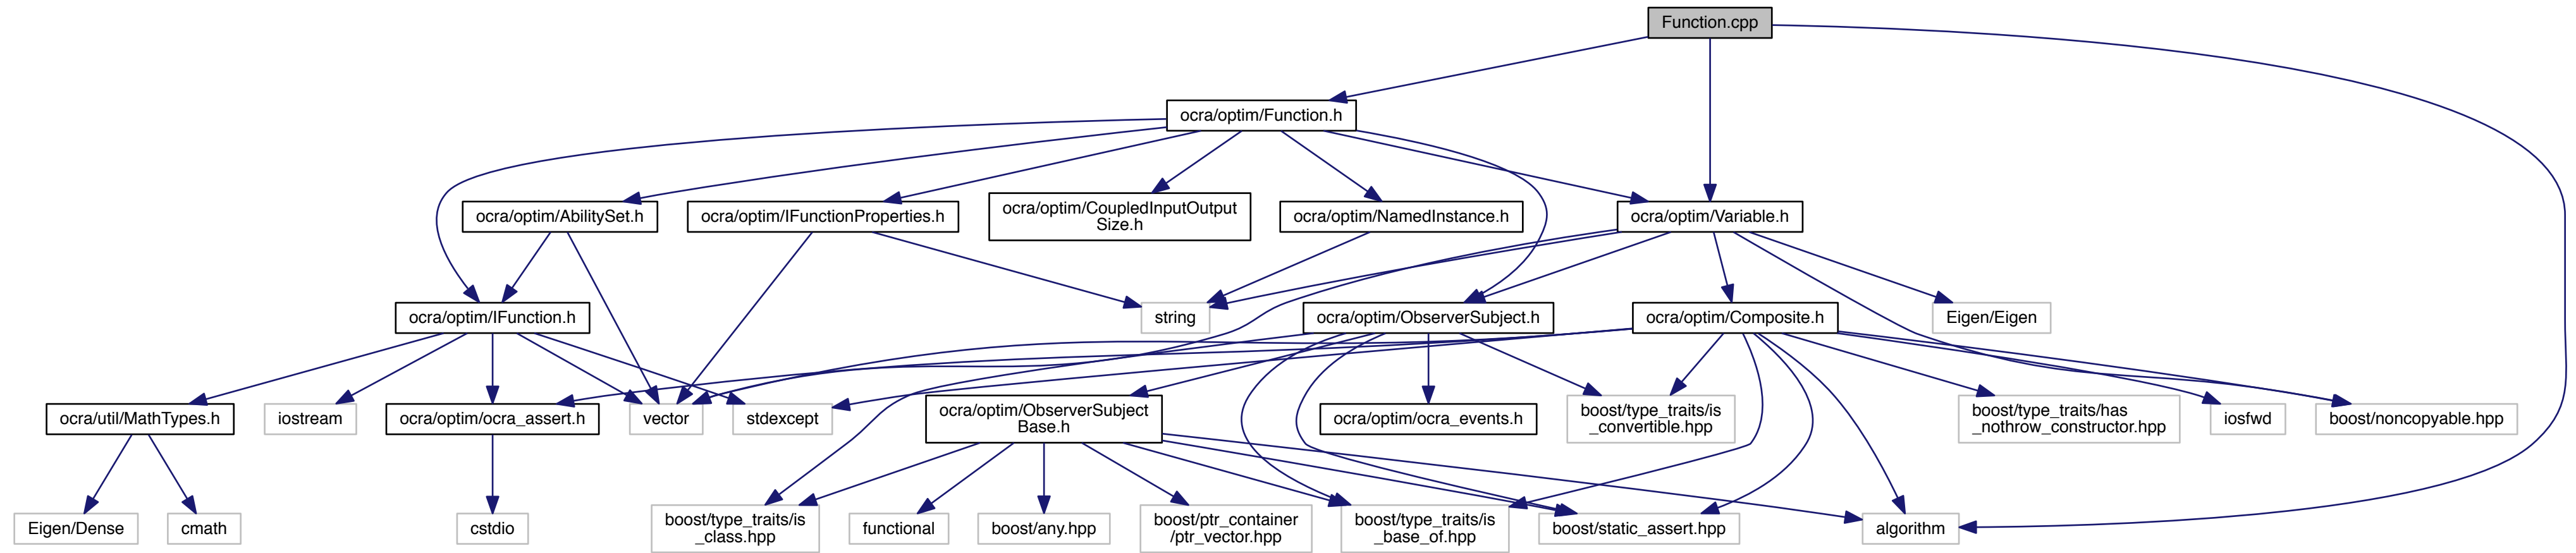 Function.cpp
ocra/optim/Function.h
ocra/optim/AbilitySet.h
ocra/optim/IFunctionProperties.h
ocra/optim/CoupledInputOutput
Size.h
ocra/optim/NamedInstance.h
ocra/optim/Variable.h
ocra/optim/IFunction.h
string
ocra/optim/ObserverSubject.h
ocra/optim/Composite.h
Eigen/Eigen
ocra/util/MathTypes.h
iostream
ocra/optim/ocra_assert.h
vector
stdexcept
ocra/optim/ObserverSubject
Base.h
ocra/optim/ocra_events.h
boost/type_traits/is
_convertible.hpp
boost/type_traits/has
_nothrow_constructor.hpp
iosfwd
boost/noncopyable.hpp
Eigen/Dense
cmath
cstdio
boost/type_traits/is
_class.hpp
functional
boost/any.hpp
boost/ptr_container
/ptr_vector.hpp
boost/type_traits/is
_base_of.hpp
boost/static_assert.hpp
algorithm